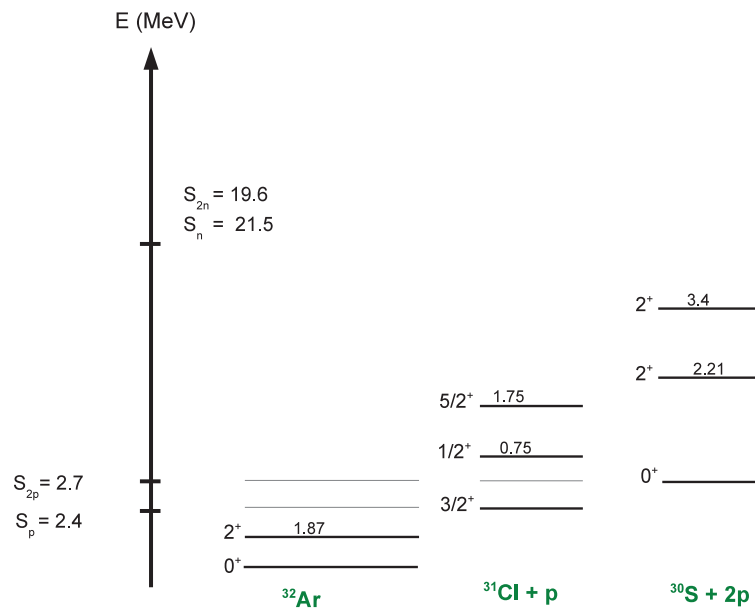 E (MeV)
S₂ₙ = 19.6
Sₙ = 21.5
2⁺ 3.4
2⁺ 2.21
5/2⁺ 1.75
1/2⁺ 0.75
S₂ₚ = 2.7
0⁺
3/2⁺
Sₚ = 2.4
2⁺ 1.87
0⁺
³²Ar
³¹Cl + p
³⁰S + 2p